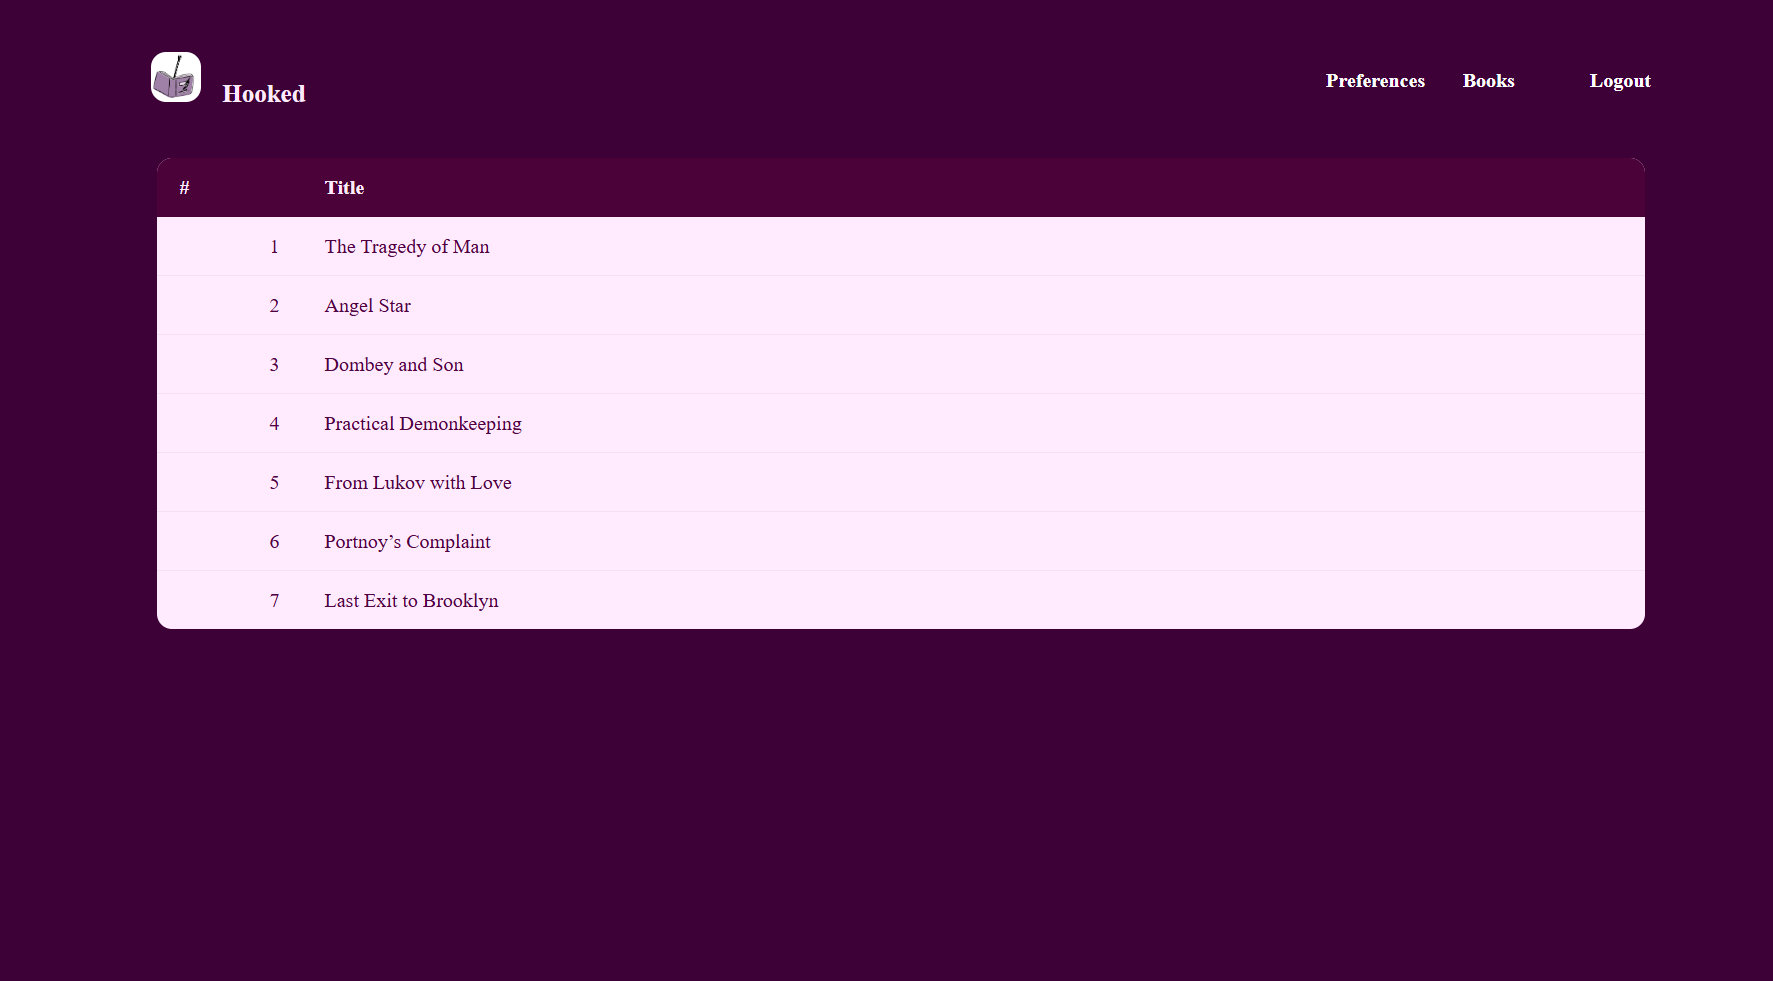 Hooked
Preferences Books Logout
# Title
1 The Tragedy of Man
2 Angel Star
3 Dombey and Son
4 Practical Demonkeeping
5 From Lukov with Love
6 Portnoy’s Complaint
7 Last Exit to Brooklyn